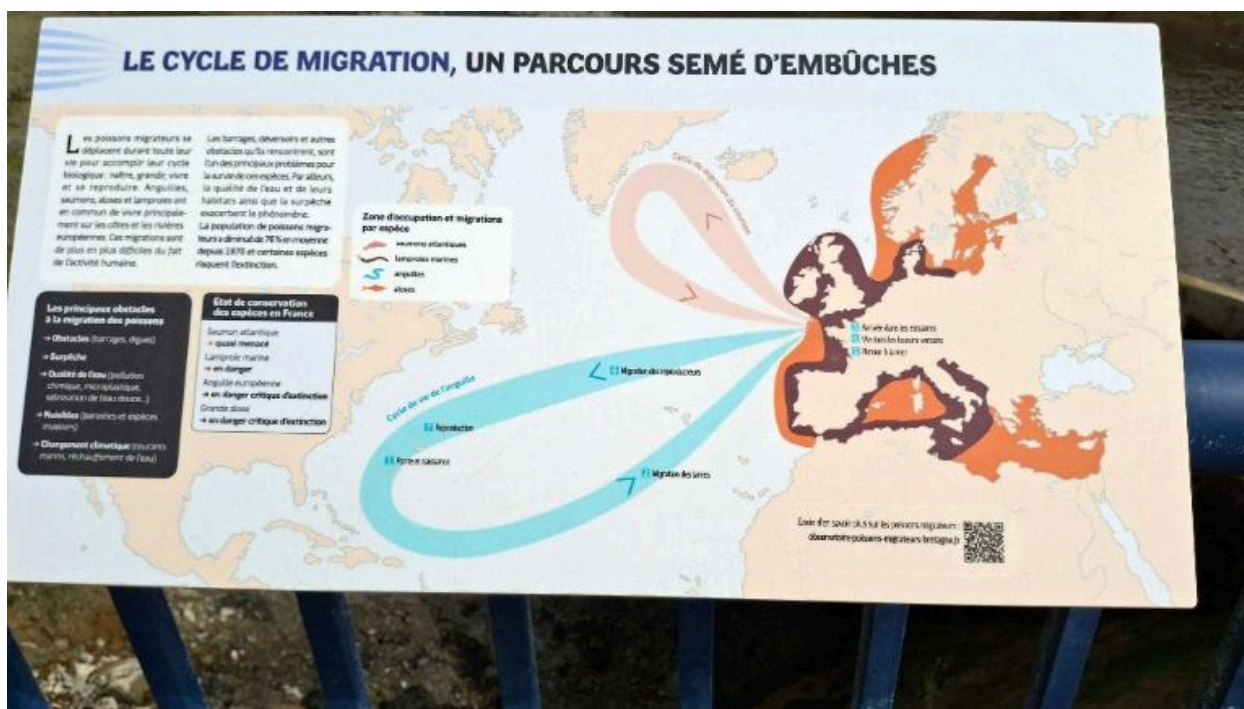 LE CYCLE DE MIGRATION, UN PARCOURS SEMÉ D'EMBÛCHES
Les poissons migrateurs se
déplacent durant toute leur
vie pour accomplir leur cycle
biologique : naître, grandir, vivre
et se reproduire. Anguilles,
saumons, aloses et lamproies ont
en commun de vivre principale-
ment sur les côtes et les rivières
européennes. Ces migrations sont
de plus en plus difficiles du fait
de l'activité humaine.
Les barrages, déversoirs et autres
obstacles qu'ils rencontrent, sont
l'un des principaux problèmes pour
la survie de ces espèces. Par ailleurs,
la qualité de l'eau et de leurs
habitats ainsi que la surpêche
exacerbent le phénomène.
La population de poissons migra-
teurs a diminué de 76% en moyenne
depuis 1970 et certaines espèces
risquent l'extinction.
Zone d'occupation et migrations
par espèce
saumons atlantiques
lamproies marines
anguilles
aloses
Les principaux obstacles
à la migration des poissons
→ Obstacles (barrages, digues)
→ Surpêche
→ Qualité de l'eau (pollution
chimique, microplastique,
salinisation de l'eau douce...)
→ Nuisibles (parasites et espèces
invasives)
→ Changement climatique (courants
marins, réchauffement de l'eau)
État de conservation
des espèces en France
Saumon atlantique
→ quasi menacé
Lamproie marine
→ en danger
Anguille européenne
→ en danger critique d'extinction
Grande alose
→ en danger critique d'extinction
Cycle de migration du saumon
Cycle de vie de l'anguille
Migration des reproducteurs
Reproduction
Ponte et naissance
Migration des larves
Arrivée dans les estuaires
Vie dans les bassins versants
Retour à la mer
Envie d'en savoir plus sur les poissons migrateurs :
observatoire-poissons-migrateurs-bretagne.fr